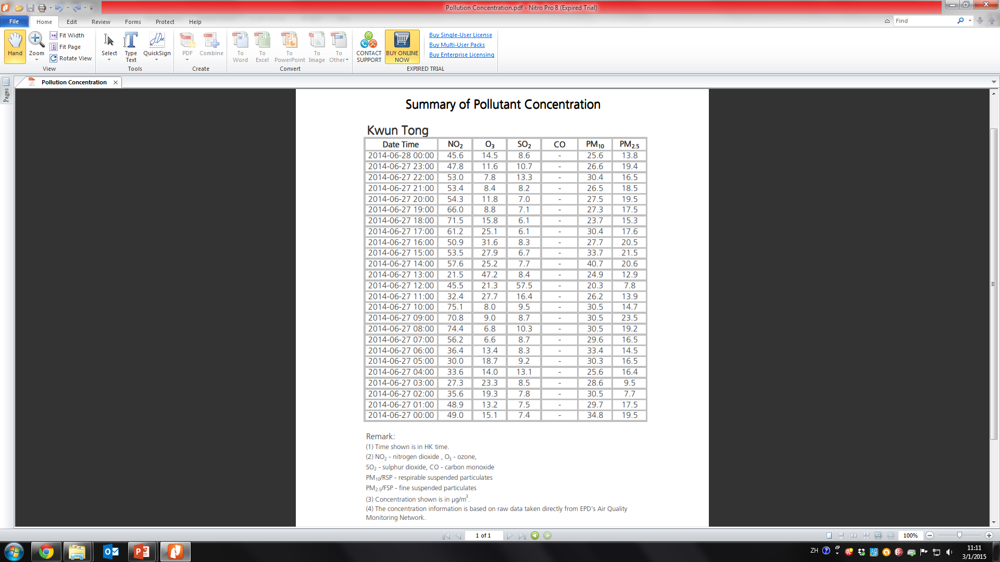 Pollution Concentration.pdf - Nitro Pro 8 (Expired Trial)
File Home Edit Review Forms Protect Help Find
Hand Zoom Fit Width Fit Page Rotate View Select Type Text QuickSign PDF Combine To Word To Excel To PowerPoint To Image To Other CONTACT SUPPORT BUY ONLINE NOW
Buy Single-User License
Buy Multi-User Packs
Buy Enterprise Licensing
View Tools Create Convert EXPIRED TRIAL
Pollution Concentration
Pages
Summary of Pollutant Concentration
Kwun Tong
Date Time NO2 O3 SO2 CO PM10 PM2.5
2014-06-28 00:00 45.6 14.5 8.6 - 25.6 13.8
2014-06-27 23:00 47.8 11.6 10.7 - 26.6 19.4
2014-06-27 22:00 53.0 7.8 13.3 - 30.4 16.5
2014-06-27 21:00 53.4 8.4 8.2 - 26.5 18.5
2014-06-27 20:00 54.3 11.8 7.0 - 27.5 19.5
2014-06-27 19:00 66.0 8.8 7.1 - 27.3 17.5
2014-06-27 18:00 71.5 15.8 6.1 - 23.7 15.3
2014-06-27 17:00 61.2 25.1 6.1 - 30.4 17.6
2014-06-27 16:00 50.9 31.6 8.3 - 27.7 20.5
2014-06-27 15:00 53.5 27.9 6.7 - 33.7 21.5
2014-06-27 14:00 57.6 25.2 7.7 - 40.7 20.6
2014-06-27 13:00 21.5 47.2 8.4 - 24.9 12.9
2014-06-27 12:00 45.5 21.3 57.5 - 20.3 7.8
2014-06-27 11:00 32.4 27.7 16.4 - 26.2 13.9
2014-06-27 10:00 75.1 8.0 9.5 - 30.5 14.7
2014-06-27 09:00 70.8 9.0 8.7 - 30.5 23.5
2014-06-27 08:00 74.4 6.8 10.3 - 30.5 19.2
2014-06-27 07:00 56.2 6.6 8.7 - 29.6 16.5
2014-06-27 06:00 36.4 13.4 8.3 - 33.4 14.5
2014-06-27 05:00 30.0 18.7 9.2 - 30.3 16.5
2014-06-27 04:00 33.6 14.0 13.1 - 25.6 16.4
2014-06-27 03:00 27.3 23.3 8.5 - 28.6 9.5
2014-06-27 02:00 35.6 19.3 7.8 - 30.5 7.7
2014-06-27 01:00 48.9 13.2 7.5 - 29.7 17.5
2014-06-27 00:00 49.0 15.1 7.4 - 34.8 19.5
Remark:
(1) Time shown is in HK time.
(2) NO2 - nitrogen dioxide , O3 - ozone,
SO2 - sulphur dioxide, CO - carbon monoxide
PM10/RSP - respirable suspended particulates
PM2.5/FSP - fine suspended particulates
(3) Concentration shown is in µg/m3.
(4) The concentration information is based on raw data taken directly from EPD's Air Quality
Monitoring Network.
1 of 1 100%
ZH 11:11
3/1/2015